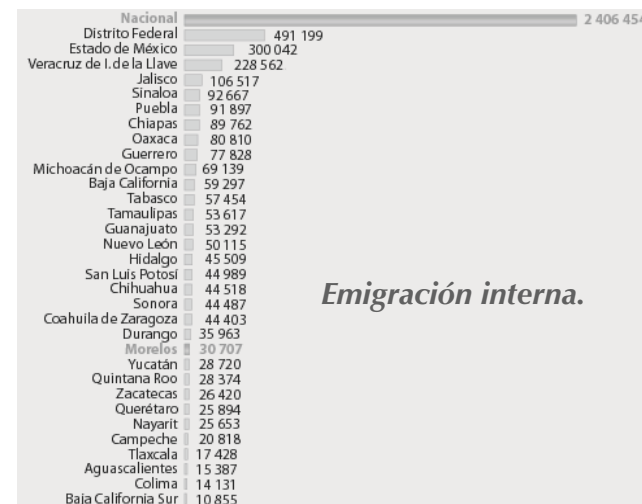 Nacional 2 406 454
Distrito Federal 491 199
Estado de México 300 042
Veracruz de I. de la Llave 228 562
Jalisco 106 517
Sinaloa 92 667
Puebla 91 897
Chiapas 89 762
Oaxaca 80 810
Guerrero 77 828
Michoacán de Ocampo 69 139
Baja California 59 297
Tabasco 57 454
Tamaulipas 53 617
Guanajuato 53 292
Nuevo León 50 115
Hidalgo 45 509
San Luis Potosí 44 989
Chihuahua 44 518
Emigración interna.
Sonora 44 487
Coahuila de Zaragoza 44 403
Durango 35 963
Morelos 30 707
Yucatán 28 720
Quintana Roo 28 374
Zacatecas 26 420
Querétaro 25 894
Nayarit 25 653
Campeche 20 818
Tlaxcala 17 428
Aguascalientes 15 387
Colima 14 131
Baja California Sur 10 855